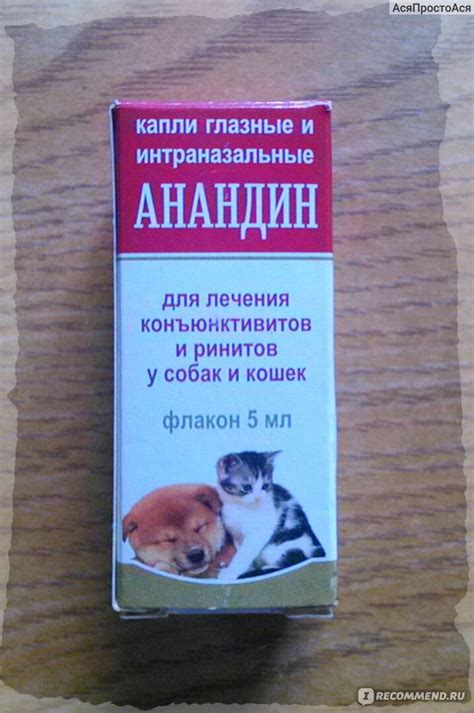 АсяПростоАся
капли глазные и
интраназальные
АНАНДИН
для лечения
конъюнктивитов
и ринитов
у собак и кошек
флакон 5 мл
I RECOMMEND.RU